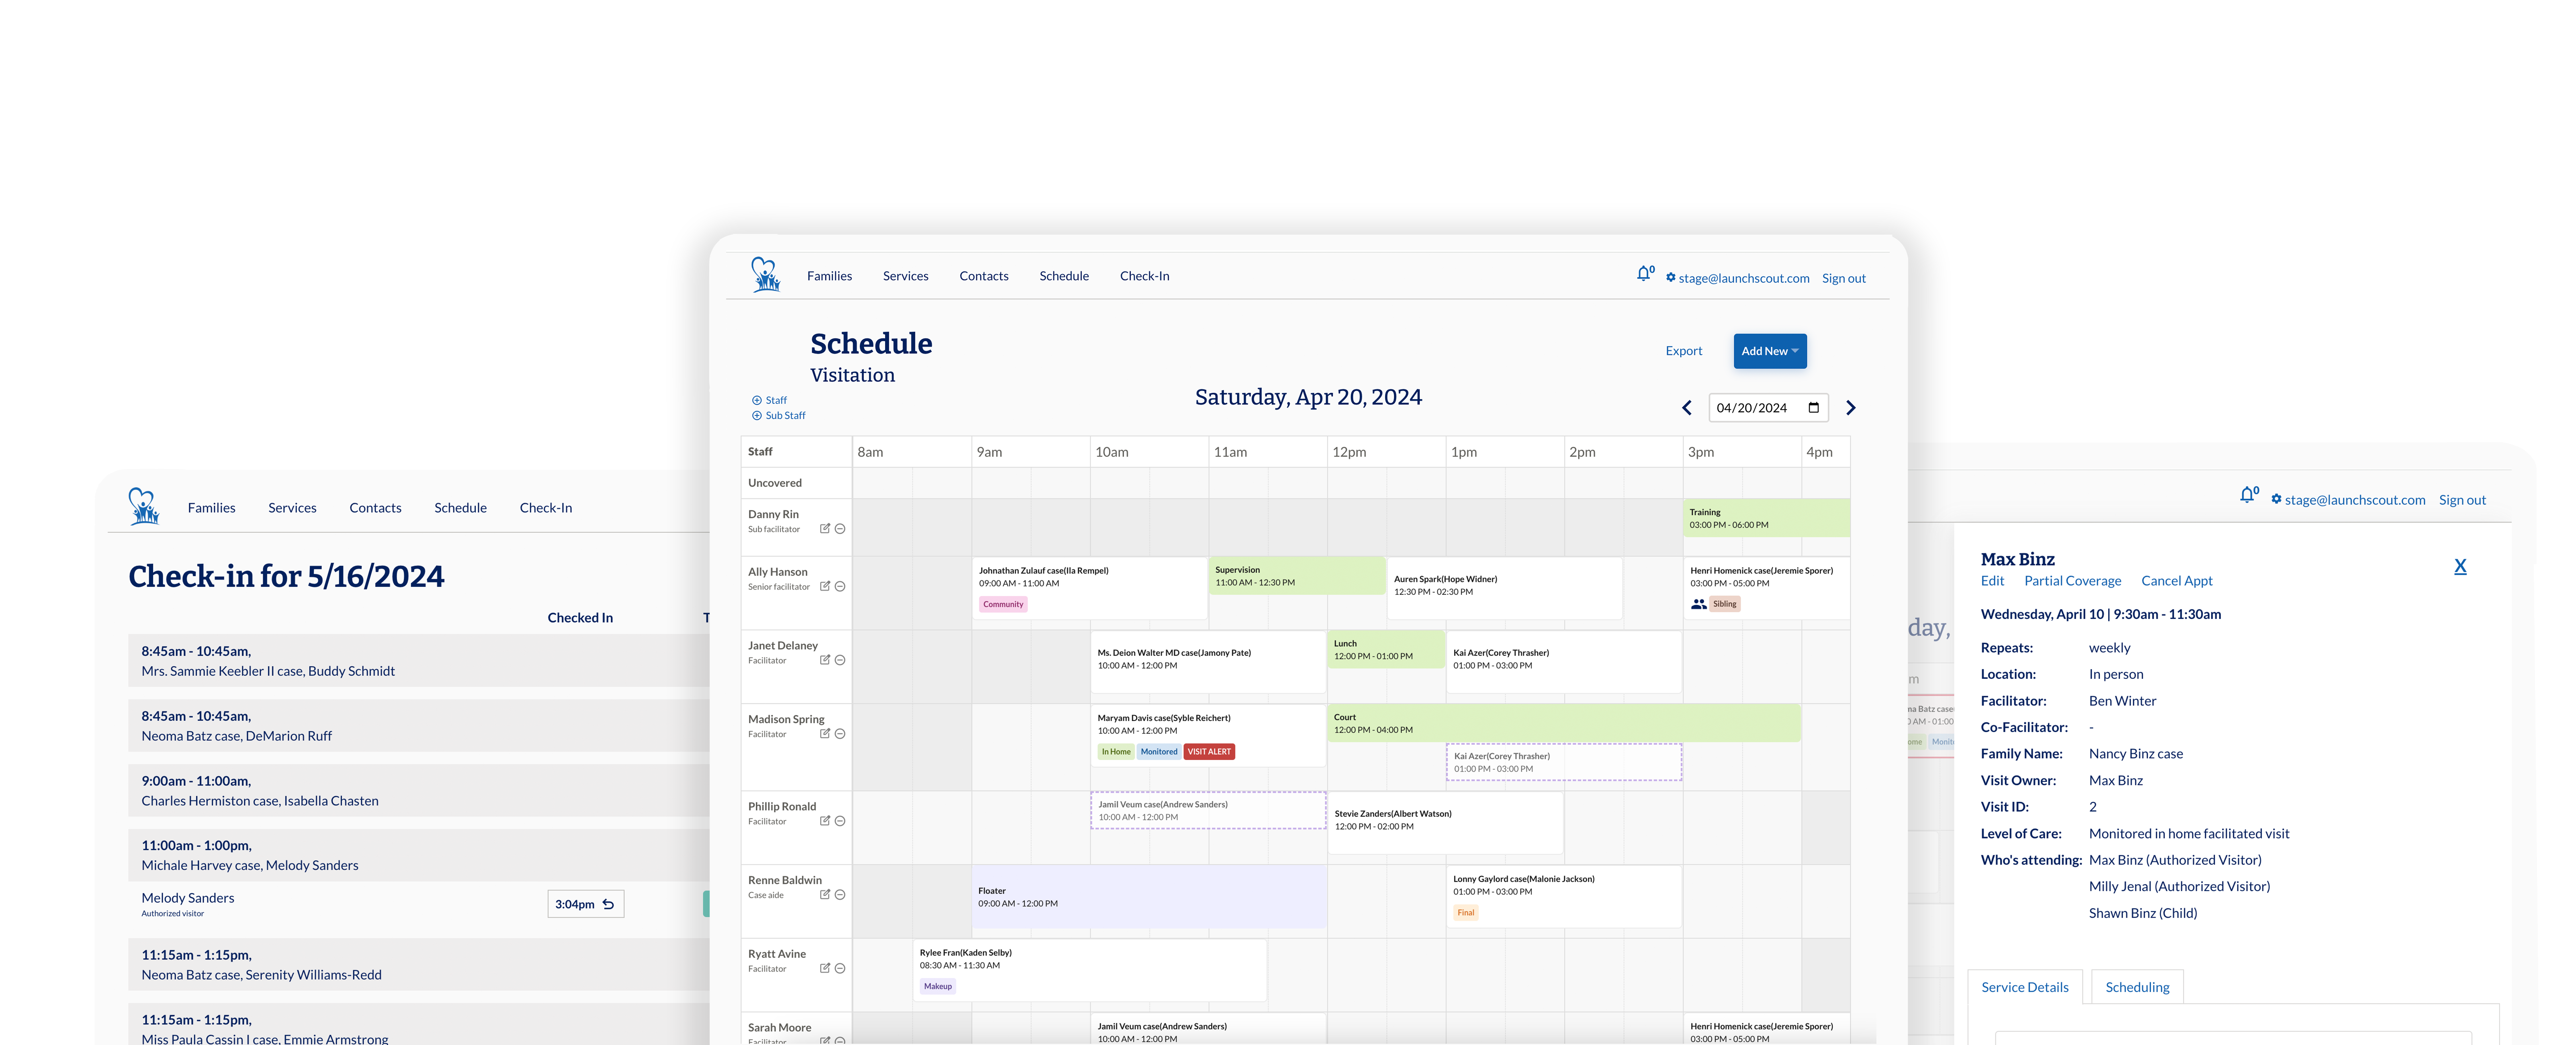 Families Services Contacts Schedule Check-In
Check-in for 5/16/2024
Checked In T
8:45am - 10:45am,
Mrs. Sammie Keebler II case, Buddy Schmidt
8:45am - 10:45am,
Neoma Batz case, DeMarion Ruff
9:00am - 11:00am,
Charles Hermiston case, Isabella Chasten
11:00am - 1:00pm,
Michale Harvey case, Melody Sanders
Melody Sanders 3:04pm
Authorized visitor
11:15am - 1:15pm,
Neoma Batz case, Serenity Williams-Redd
11:15am - 1:15pm,
Miss Paula Cassin I case, Emmie Armstrong
Families Services Contacts Schedule Check-In 0 stage@launchscout.com Sign out
Schedule
Visitation
Export Add New
Staff
Sub Staff
Saturday, Apr 20, 2024
04/20/2024
Staff 8am 9am 10am 11am 12pm 1pm 2pm 3pm 4pm
Uncovered
Danny Rin
Sub facilitator
Training
03:00 PM - 06:00 PM
Ally Hanson
Senior facilitator
Johnathan Zulauf case(Ila Rempel)
09:00 AM - 11:00 AM
Community
Supervision
11:00 AM - 12:30 PM
Auren Spark(Hope Widner)
12:30 PM - 02:30 PM
Henri Homenick case(Jeremie Sporer)
03:00 PM - 05:00 PM
Sibling
Janet Delaney
Facilitator
Ms. Deion Walter MD case(Jamony Pate)
10:00 AM - 12:00 PM
Lunch
12:00 PM - 01:00 PM
Kai Azer(Corey Thrasher)
01:00 PM - 03:00 PM
Madison Spring
Facilitator
Maryam Davis case(Syble Reichert)
10:00 AM - 12:00 PM
In Home Monitored VISIT ALERT
Court
12:00 PM - 04:00 PM
Kai Azer(Corey Thrasher)
01:00 PM - 03:00 PM
Phillip Ronald
Facilitator
Jamil Veum case(Andrew Sanders)
10:00 AM - 12:00 PM
Stevie Zanders(Albert Watson)
12:00 PM - 02:00 PM
Renne Baldwin
Case aide
Floater
09:00 AM - 12:00 PM
Lonny Gaylord case(Malonie Jackson)
01:00 PM - 03:00 PM
Final
Ryatt Avine
Facilitator
Rylee Fran(Kaden Selby)
08:30 AM - 11:30 AM
Makeup
Sarah Moore
Facilitator
Jamil Veum case(Andrew Sanders)
10:00 AM - 12:00 PM
Henri Homenick case(Jeremie Sporer)
03:00 PM - 05:00 PM
0 stage@launchscout.com Sign out
day,
m
na Batz case
0 AM - 01:00
ome Monit
Max Binz X
Edit Partial Coverage Cancel Appt
Wednesday, April 10 | 9:30am - 11:30am
Repeats: weekly
Location: In person
Facilitator: Ben Winter
Co-Facilitator: -
Family Name: Nancy Binz case
Visit Owner: Max Binz
Visit ID: 2
Level of Care: Monitored in home facilitated visit
Who's attending: Max Binz (Authorized Visitor)
Milly Jenal (Authorized Visitor)
Shawn Binz (Child)
Service Details Scheduling